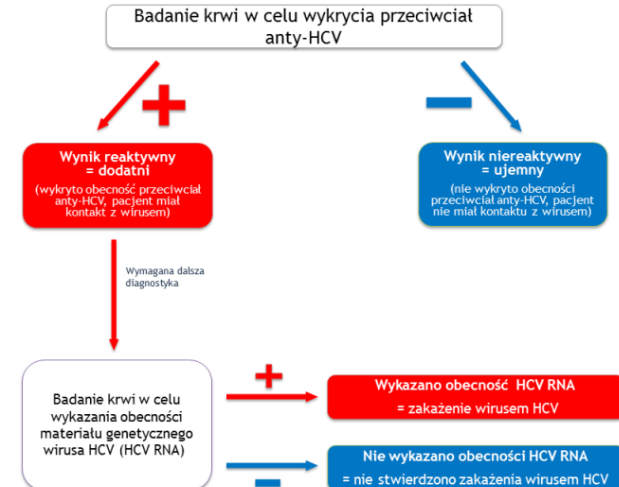 Badanie krwi w celu wykrycia przeciwciał
anty-HCV
Wynik reaktywny
= dodatni
(wykryto obecność przeciwciał
anty-HCV, pacjent miał
kontakt z wirusem)
Wynik niereaktywny
= ujemny
(nie wykryto obecności
przeciwciał anty-HCV, pacjent
nie miał kontaktu z wirusem)
Wymagana dalsza
diagnostyka
Badanie krwi w celu
wykazania obecności
materiału genetycznego
wirusa HCV (HCV RNA)
Wykazano obecność HCV RNA
= zakażenie wirusem HCV
Nie wykazano obecności HCV RNA
= nie stwierdzono zakażenia wirusem HCV